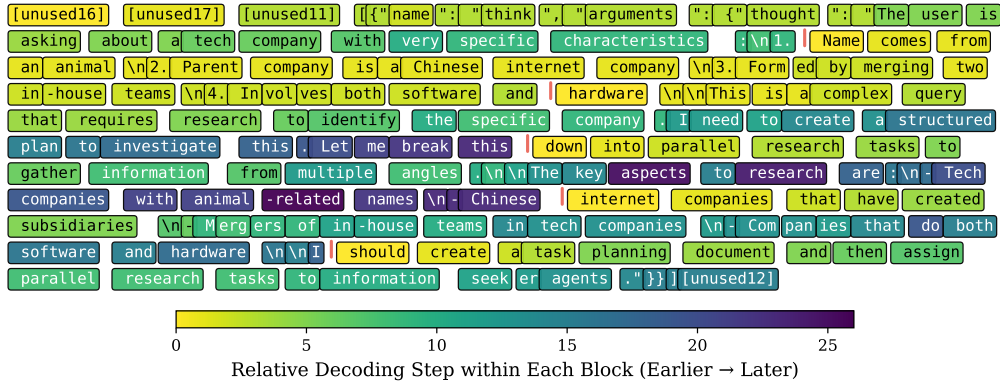 [unused16] [unused17] [unused11] [{"name": "think", "arguments": {"thought": "The user is
asking about a tech company with very specific characteristics :\n1. Name comes from
an animal \n2. Parent company is a Chinese internet company \n3. Formed by merging two
in-house teams \n4. Involves both software and hardware \n\nThis is a complex query
that requires research to identify the specific company . I need to create a structured
plan to investigate this . Let me break this down into parallel research tasks to
gather information from multiple angles .\n\nThe key aspects to research are :\n- Tech
companies with animal -related names \n- Chinese internet companies that have created
subsidiaries \n- Mergers of in-house teams in tech companies \n- Companies that do both
software and hardware \n\nI should create a task planning document and then assign
parallel research tasks to information seeker agents ."}}][unused12]
0 5 10 15 20 25
Relative Decoding Step within Each Block (Earlier → Later)